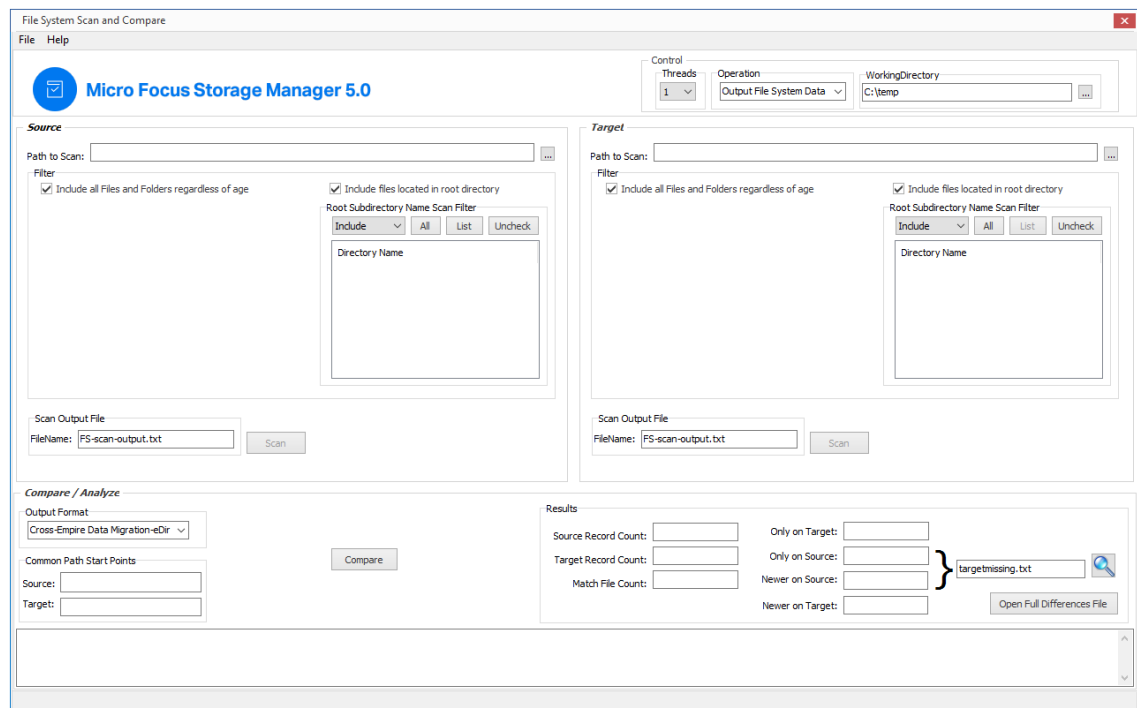 File System Scan and Compare
File Help
Micro Focus Storage Manager 5.0
Control
Threads
1
Operation
Output File System Data
WorkingDirectory
C:\temp
...
Source
Path to Scan:
...
Filter
Include all Files and Folders regardless of age
Include files located in root directory
Root Subdirectory Name Scan Filter
Include All List Uncheck
Directory Name
Scan Output File
FileName: FS-scan-output.txt
Scan
Target
Path to Scan:
...
Filter
Include all Files and Folders regardless of age
Include files located in root directory
Root Subdirectory Name Scan Filter
Include All List Uncheck
Directory Name
Scan Output File
FileName: FS-scan-output.txt
Scan
Compare / Analyze
Output Format
Cross-Empire Data Migration-eDir
Common Path Start Points
Source:
Target:
Compare
Results
Source Record Count:
Target Record Count:
Match File Count:
Only on Target:
Only on Source:
Newer on Source:
Newer on Target:
} targetmissing.txt
Open Full Differences File